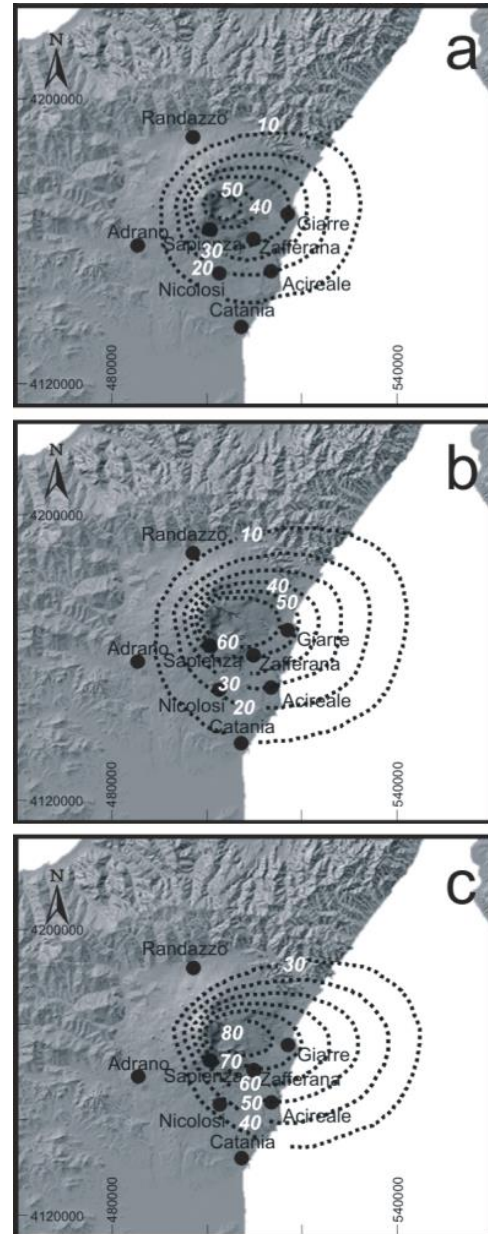 a
N
4200000
Randazzo
10
50
40
Giarre
Adrano
Sapienza
Zafferana
30
20
Nicolosi
Acireale
Catania
4120000
480000
540000
b
N
4200000
Randazzo
10
40
50
Giarre
Adrano
60
Sapienza
Zafferana
30
Nicolosi
20
Acireale
Catania
4120000
480000
540000
c
N
4200000
Randazzo
30
80
Giarre
70
Adrano
Sapienza
Zafferana
60
50
Nicolosi
40
Acireale
Catania
4120000
480000
540000